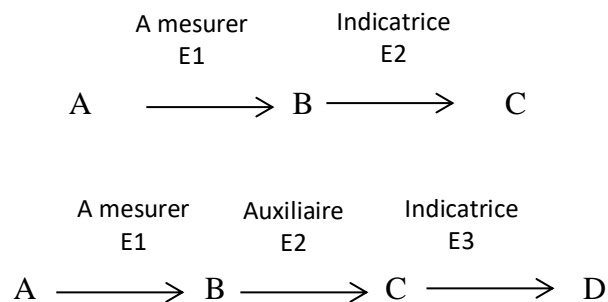 A mesurer Indicatrice
E1 E2
A B C
A mesurer Auxiliaire Indicatrice
E1 E2 E3
A B C D